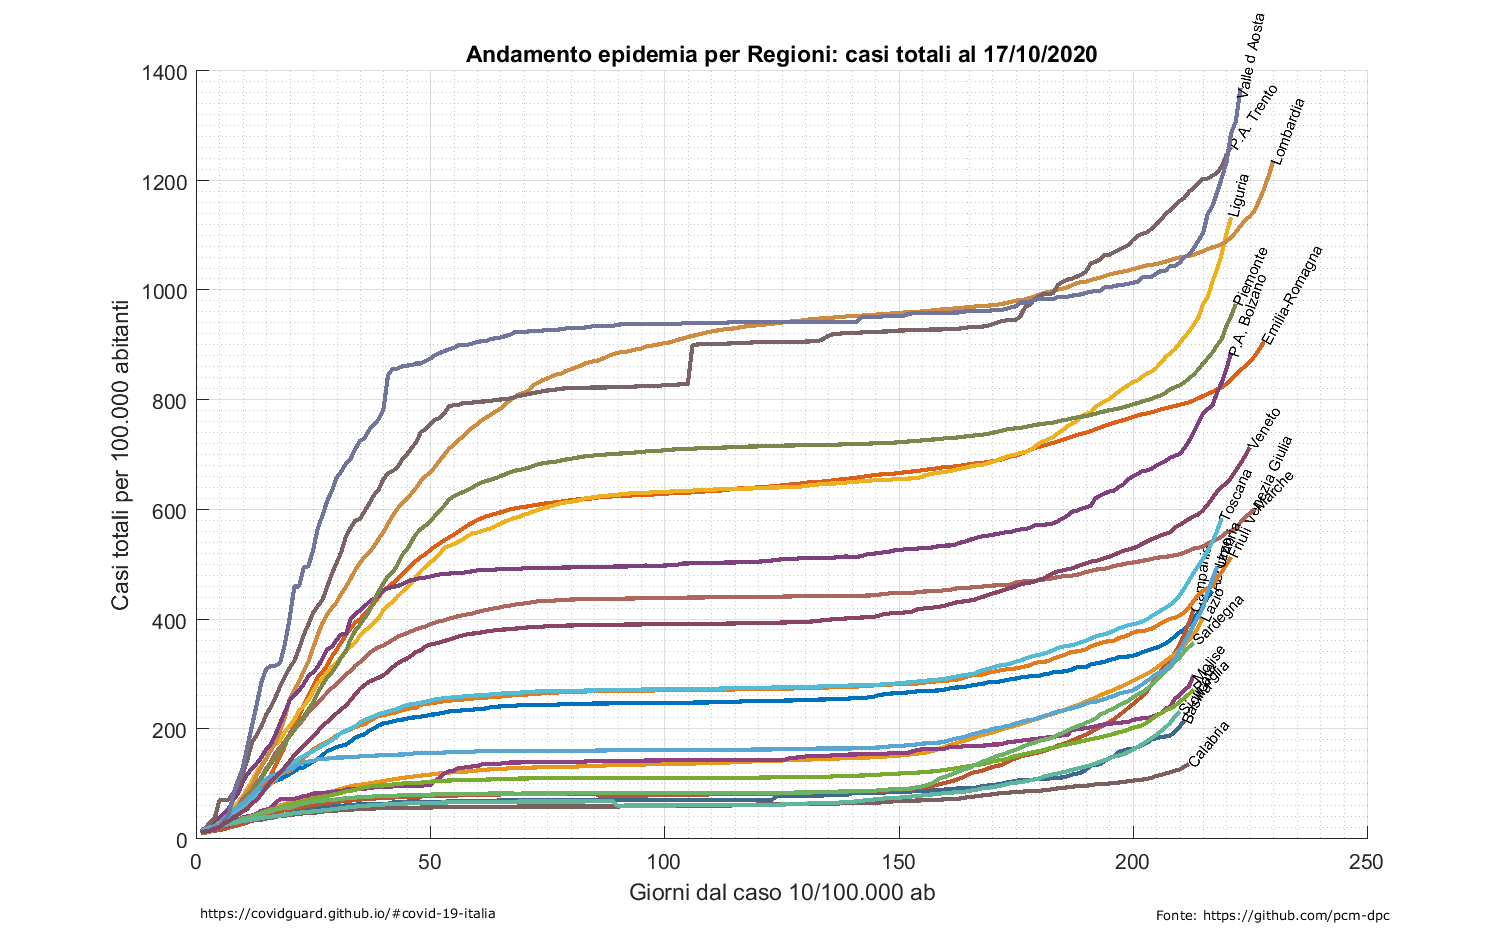 Andamento epidemia per Regioni: casi totali al 17/10/2020
Valle d Aosta
P.A. Trento
Lombardia
Liguria
Piemonte
P.A. Bolzano
Emilia-Romagna
Veneto
Toscana
Marche
Lazio
Sardegna
Molise
Calabria
1400
1200
1000
800
600
400
200
0
Casi totali per 100.000 abitanti
0
50
100
150
200
250
Giorni dal caso 10/100.000 ab
https://covidguard.github.io/#covid-19-italia
Fonte: https://github.com/pcm-dpc